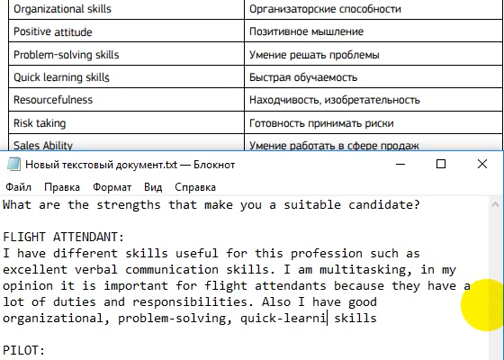 Organizational skills Организаторские способности
Positive attitude Позитивное мышление
Problem-solving skills Умение решать проблемы
Quick learning skills Быстрая обучаемость
Resourcefulness Находчивость, изобретательность
Risk taking Готовность принимать риски
Sales Ability Умение работать в сфере продаж
Новый текстовый документ.txt — Блокнот
Файл Правка Формат Вид Справка
What are the strengths that make you a suitable candidate?
FLIGHT ATTENDANT:
I have different skills useful for this profession such as
excellent verbal communication skills. I am multitasking, in my
opinion it is important for flight attendants because they have a
lot of duties and responsibilities. Also I have good
organizational, problem-solving, quick-learni skills
PILOT: